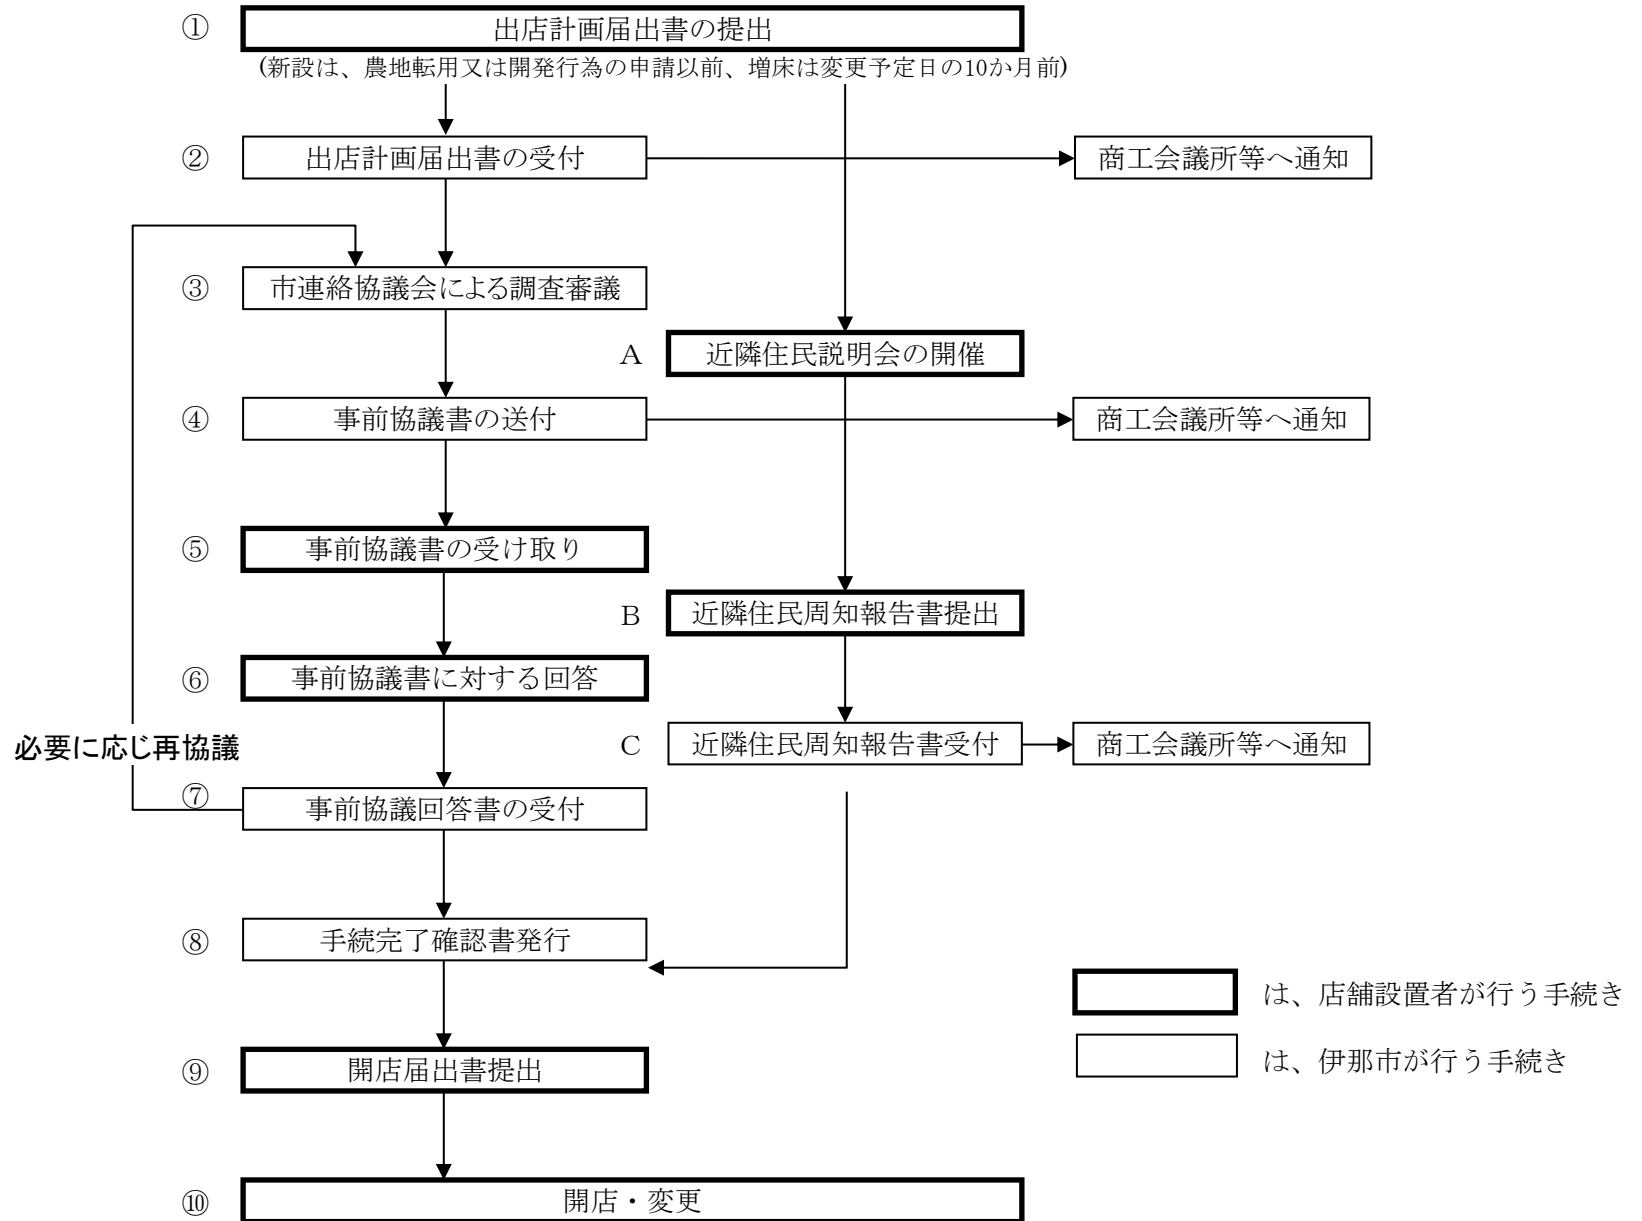 ① 出店計画届出書の提出
(新設は、農地転用又は開発行為の申請以前、増床は変更予定日の10か月前)
② 出店計画届出書の受付 商工会議所等へ通知
③ 市連絡協議会による調査審議
A 近隣住民説明会の開催
④ 事前協議書の送付 商工会議所等へ通知
⑤ 事前協議書の受け取り
B 近隣住民周知報告書提出
⑥ 事前協議書に対する回答
必要に応じ再協議
C 近隣住民周知報告書受付 商工会議所等へ通知
⑦ 事前協議回答書の受付
⑧ 手続完了確認書発行
は、店舗設置者が行う手続き
は、伊那市が行う手続き
⑨ 開店届出書提出
⑩ 開店・変更